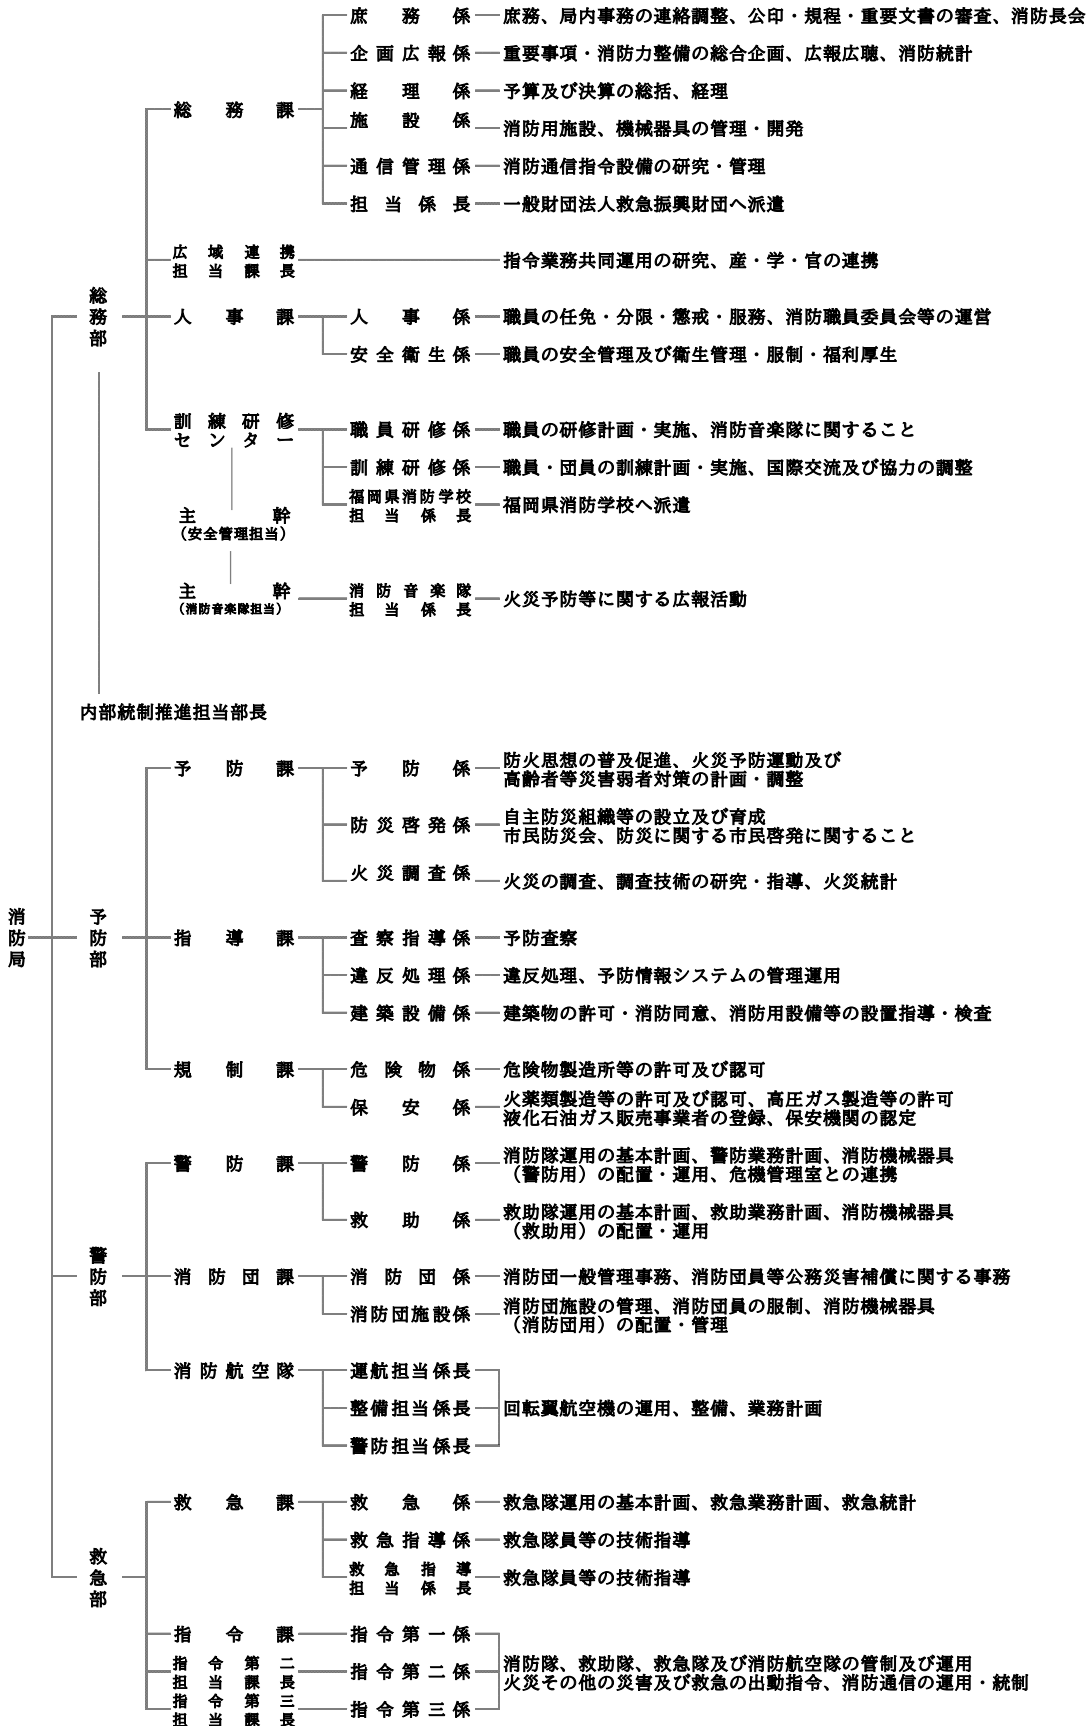 庶務係 庶務、局内事務の連絡調整、公印・規程・重要文書の審査、消防長会
企画広報係 重要事項・消防力整備の総合企画、広報広聴、消防統計
経理係 予算及び決算の総括、経理
総務課
施設係 消防用施設、機械器具の管理・開発
通信管理係 消防通信指令設備の研究・管理
担当係長 一般財団法人救急振興財団へ派遣
広域連携
担当課長
指令業務共同運用の研究、産・学・官の連携
総務部
人事課 人事係 職員の任免・分限・懲戒・服務、消防職員委員会等の運営
安全衛生係 職員の安全管理及び衛生管理・服制・福利厚生
訓練研修
センター
職員研修係 職員の研修計画・実施、消防音楽隊に関すること
訓練研修係 職員・団員の訓練計画・実施、国際交流及び協力の調整
福岡県消防学校
担当係長
福岡県消防学校へ派遣
主幹
（安全管理担当）
主幹
（消防音楽隊担当）
消防音楽隊
担当係長
火災予防等に関する広報活動
内部統制推進担当部長
予防課 予防係 防火思想の普及促進、火災予防運動及び
高齢者等災害弱者対策の計画・調整
防災啓発係 自主防災組織等の設立及び育成
市民防災会、防災に関する市民啓発に関すること
火災調査係 火災の調査、調査技術の研究・指導、火災統計
消防局
予防部
指導課 査察指導係 予防査察
違反処理係 違反処理、予防情報システムの管理運用
建築設備係 建築物の許可・消防同意、消防用設備等の設置指導・検査
規制課 危険物係 危険物製造所等の許可及び認可
保安係 火薬類製造等の許可及び認可、高圧ガス製造等の許可
液化石油ガス販売事業者の登録、保安機関の認定
警防課 警防係 消防隊運用の基本計画、警防業務計画、消防機械器具
（警防用）の配置・運用、危機管理室との連携
救助係 救助隊運用の基本計画、救助業務計画、消防機械器具
（救助用）の配置・運用
警防部
消防団課 消防団係 消防団一般管理事務、消防団員等公務災害補償に関する事務
消防団施設係 消防団施設の管理、消防団員の服制、消防機械器具
（消防団用）の配置・管理
消防航空隊 運航担当係長
整備担当係長 回転翼航空機の運用、整備、業務計画
警防担当係長
救急課 救急係 救急隊運用の基本計画、救急業務計画、救急統計
救急指導係 救急隊員等の技術指導
救急部
救急指導
担当係長
救急隊員等の技術指導
指令課 指令第一係
指令第二
担当課長
指令第二係
消防隊、救助隊、救急隊及び消防航空隊の管制及び運用
火災その他の災害及び救急の出動指令、消防通信の運用・統制
指令第三
担当課長
指令第三係